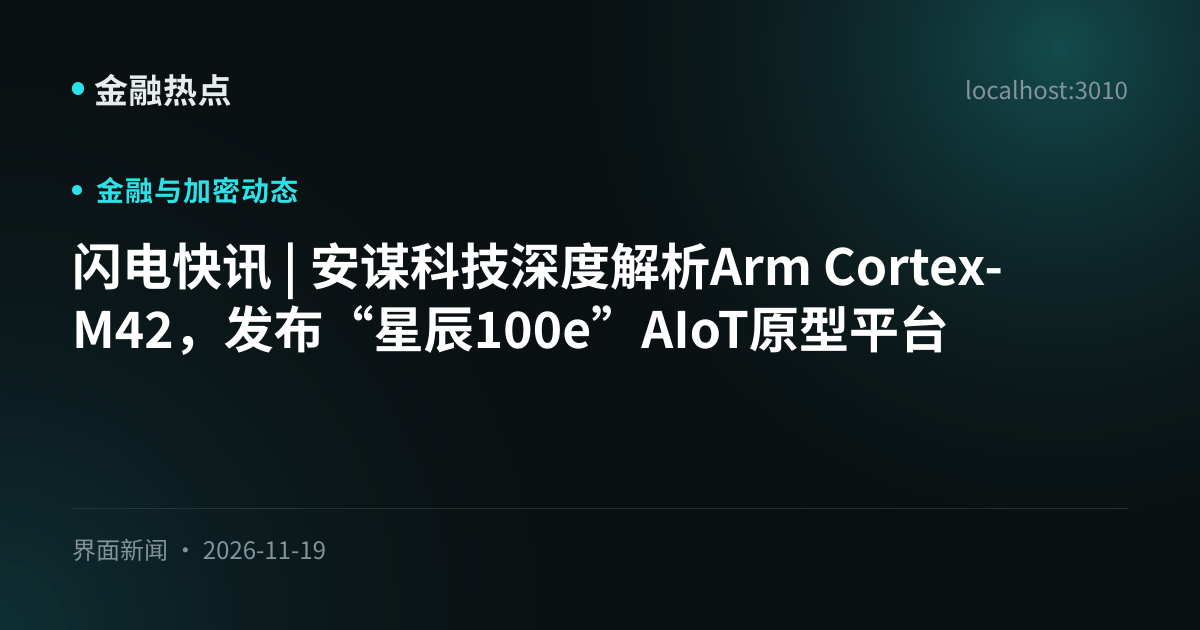 金融热点
localhost:3010
金融与加密动态
闪电快讯 | 安谋科技深度解析Arm Cortex-
M42，发布“星辰100e”AIoT原型平台
界面新闻 · 2026-11-19